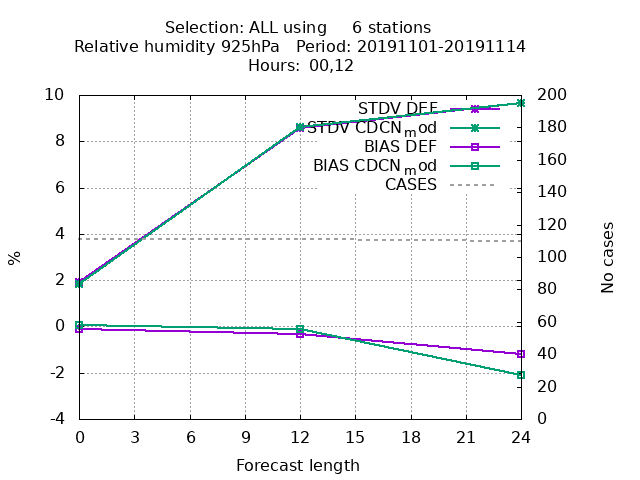 Selection: ALL using 6 stations
Relative humidity 925hPa Period: 20191101-20191114
Hours: 00,12
10
8
6
4
2
0
-2
-4
%
200
180
160
140
120
100
80
60
40
20
0
No cases
STDV DEF
STDV CDCN_mod
BIAS DEF
BIAS CDCN_mod
CASES
0 3 6 9 12 15 18 21 24
Forecast length